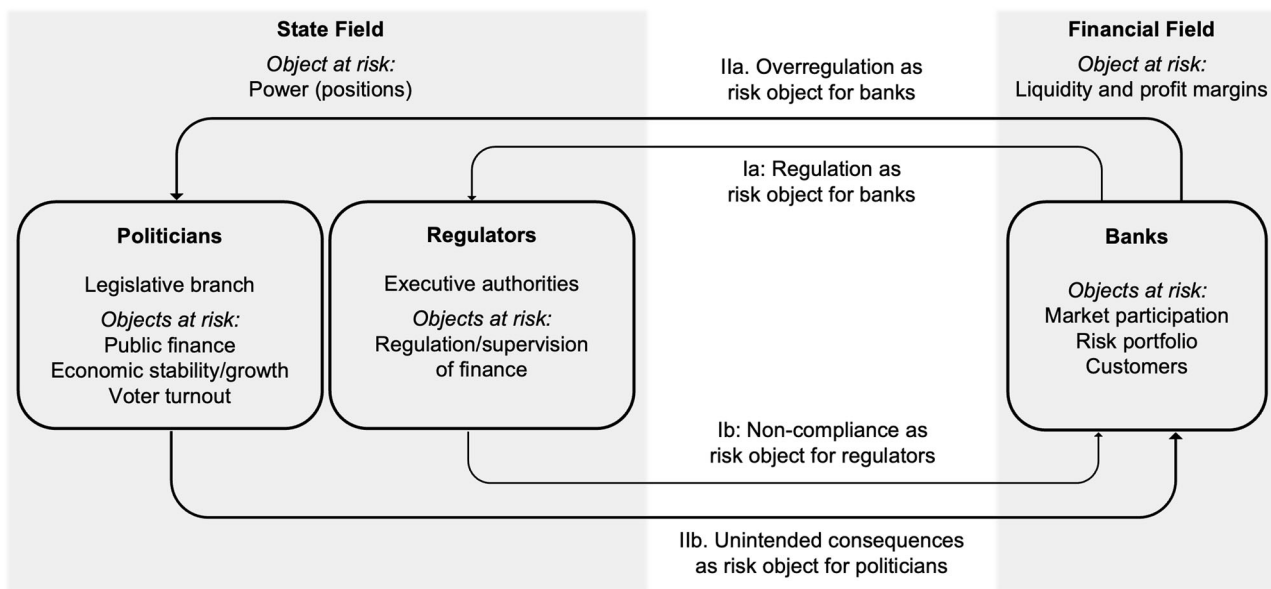 State Field
Object at risk:
Power (positions)
IIa. Overregulation as
risk object for banks
Financial Field
Object at risk:
Liquidity and profit margins
Ia: Regulation as
risk object for banks
Politicians
Legislative branch
Objects at risk:
Public finance
Economic stability/growth
Voter turnout
Regulators
Executive authorities
Objects at risk:
Regulation/supervision
of finance
Banks
Objects at risk:
Market participation
Risk portfolio
Customers
Ib: Non-compliance as
risk object for regulators
IIb. Unintended consequences
as risk object for politicians